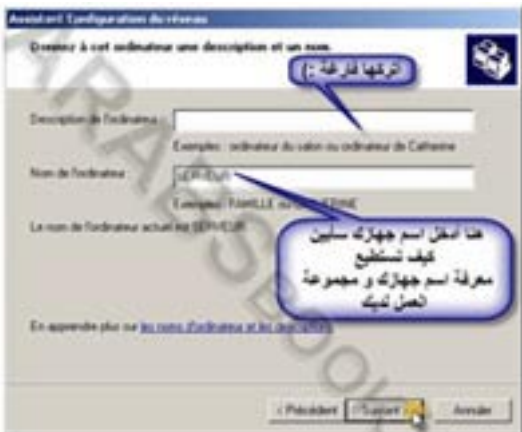 Assistant Configuration du réseau
Donnez à cet ordinateur une description et un nom.
اتركها فارغة :)
Description de l'ordinateur :
Exemples : ordinateur du salon ou ordinateur de Catherine
Nom de l'ordinateur :
SERVEUR
Exemples : FAMILLE ou CATHERINE
Le nom de l'ordinateur actuel est SERVEUR
هنا ادخل اسم جهازك سأبين
كيف تستطيع
معرفة اسم جهازك و مجموعة
العمل لديك
En apprendre plus sur les noms d'ordinateur et les descriptions.
< Précédent
Suivant >
Annuler
ARABSBOOK